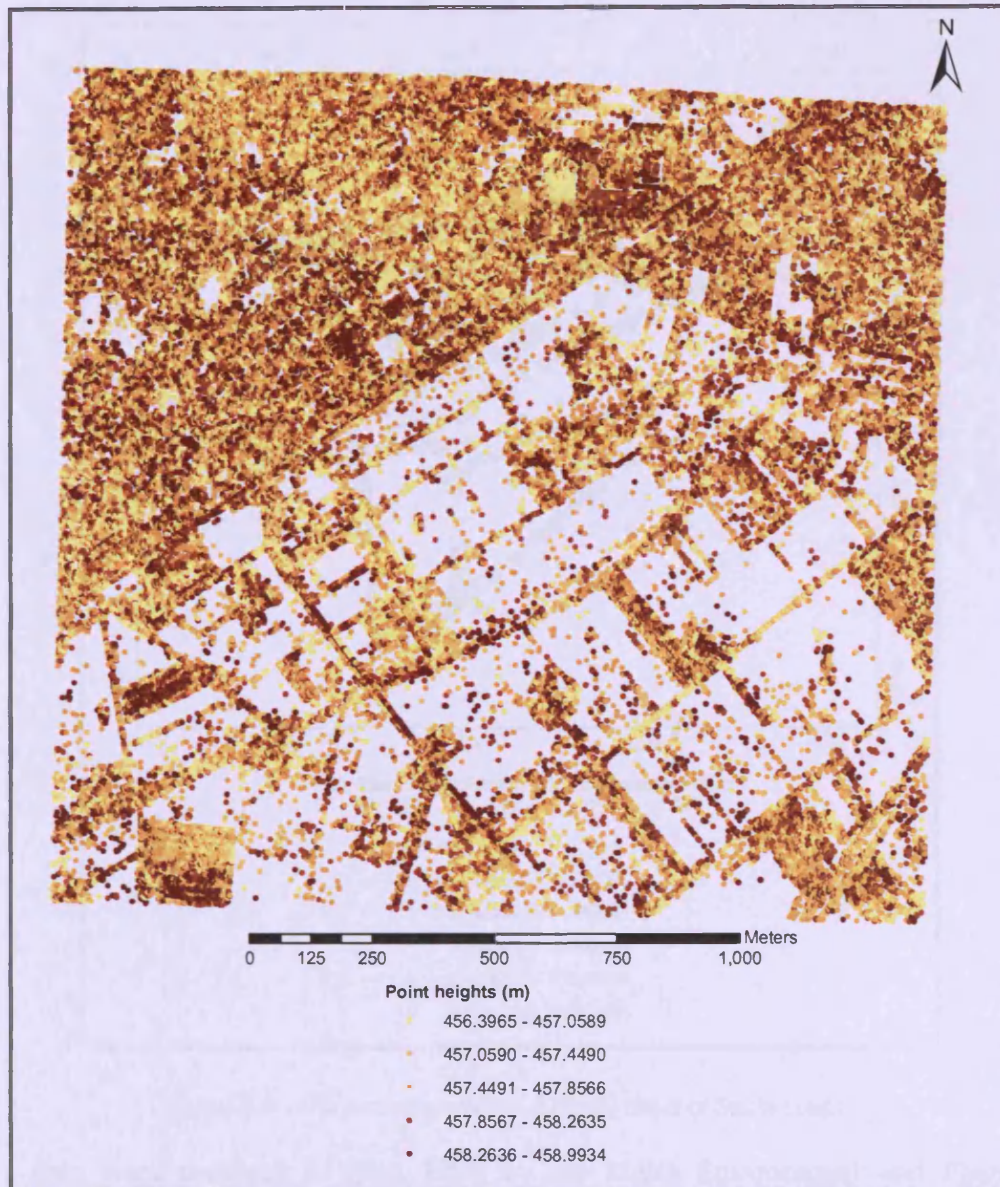 N
Meters
0 125 250 500 750 1,000
Point heights (m)
456.3965 - 457.0589
457.0590 - 457.4490
457.4491 - 457.8566
457.8567 - 458.2635
458.2636 - 458.9934